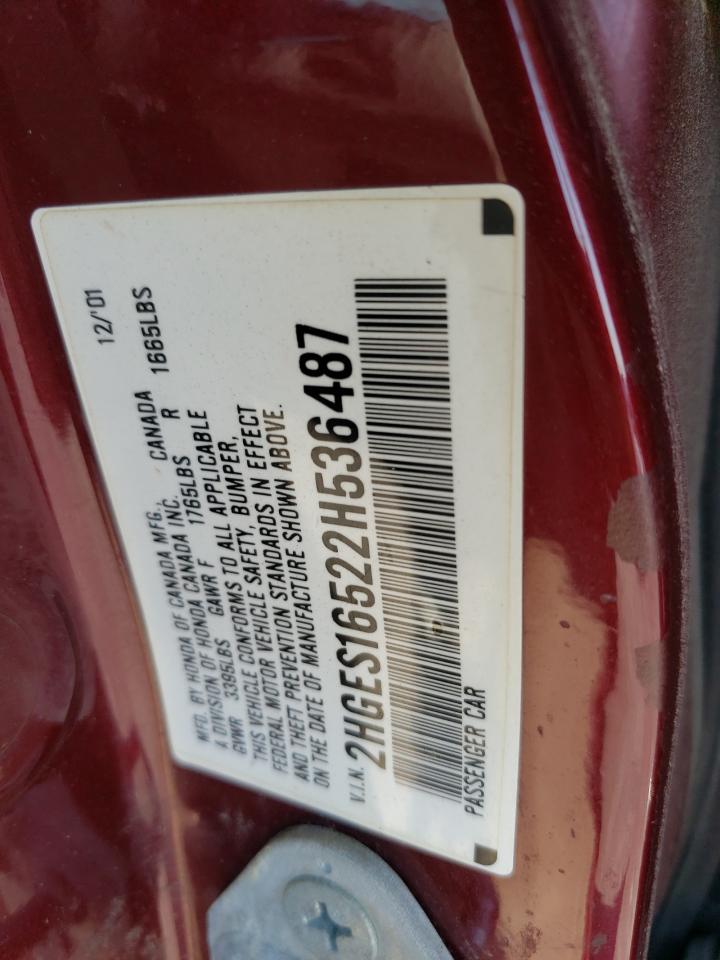 MFD. BY HONDA OF CANADA MFG. CANADA 12/'01
A DIVISION OF HONDA CANADA INC.
GVWR 3395LBS GAWR F 1765LBS R 1665LBS
THIS VEHICLE CONFORMS TO ALL APPLICABLE
FEDERAL MOTOR VEHICLE SAFETY, BUMPER,
AND THEFT PREVENTION STANDARDS IN EFFECT
ON THE DATE OF MANUFACTURE SHOWN ABOVE.
V.I.N. 2HGES16522H536487
PASSENGER CAR